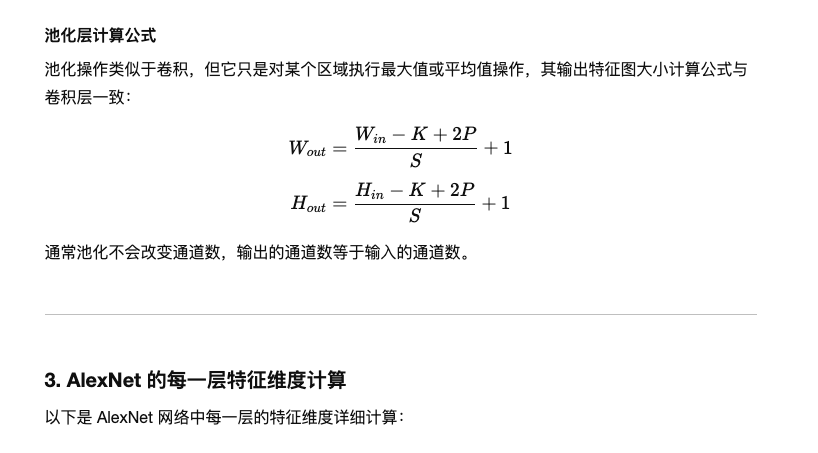 池化层计算公式
池化操作类似于卷积，但它只是对某个区域执行最大值或平均值操作，其输出特征图大小计算公式与
卷积层一致：
W_{out} = \frac{W_{in} - K + 2P}{S} + 1
H_{out} = \frac{H_{in} - K + 2P}{S} + 1
通常池化不会改变通道数，输出的通道数等于输入的通道数。
3. AlexNet 的每一层特征维度计算
以下是 AlexNet 网络中每一层的特征维度详细计算：